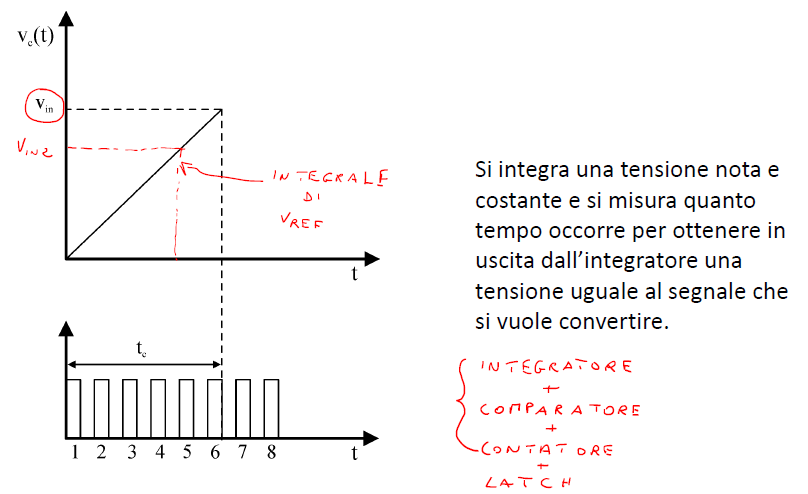 v_c(t)
v_in
V_IN2
INTEGRALE
DI
V_REF
t
t_c
1 2 3 4 5 6 7 8 t
Si integra una tensione nota e
costante e si misura quanto
tempo occorre per ottenere in
uscita dall’integratore una
tensione uguale al segnale che
si vuole convertire.
INTEGRATORE
+
COMPARATORE
+
CONTATORE
+
LATCH